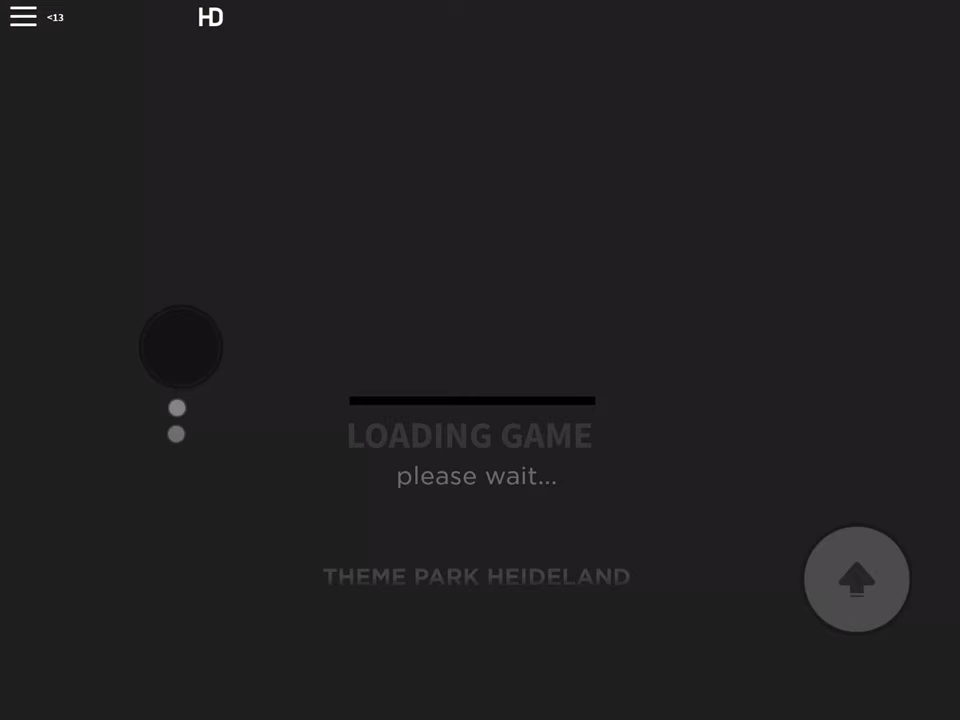 <13
HD
LOADING GAME
please wait...
THEME PARK HEIDELAND